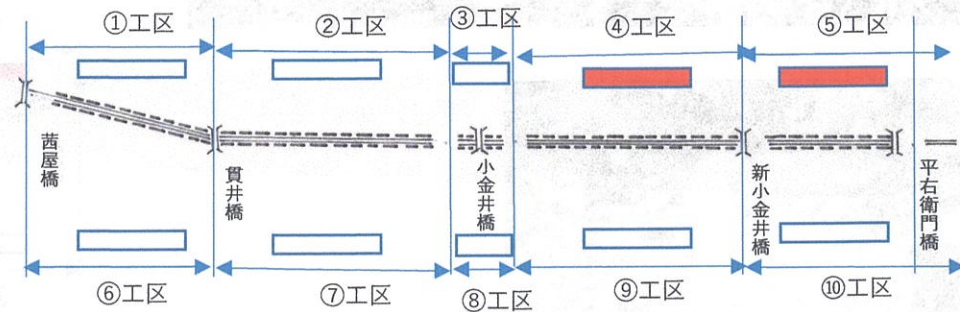 ①工区
②工区
③工区
④工区
⑤工区
茜屋橋
貫井橋
小金井橋
新小金井橋
平右衛門橋
⑥工区
⑦工区
⑧工区
⑨工区
⑩工区